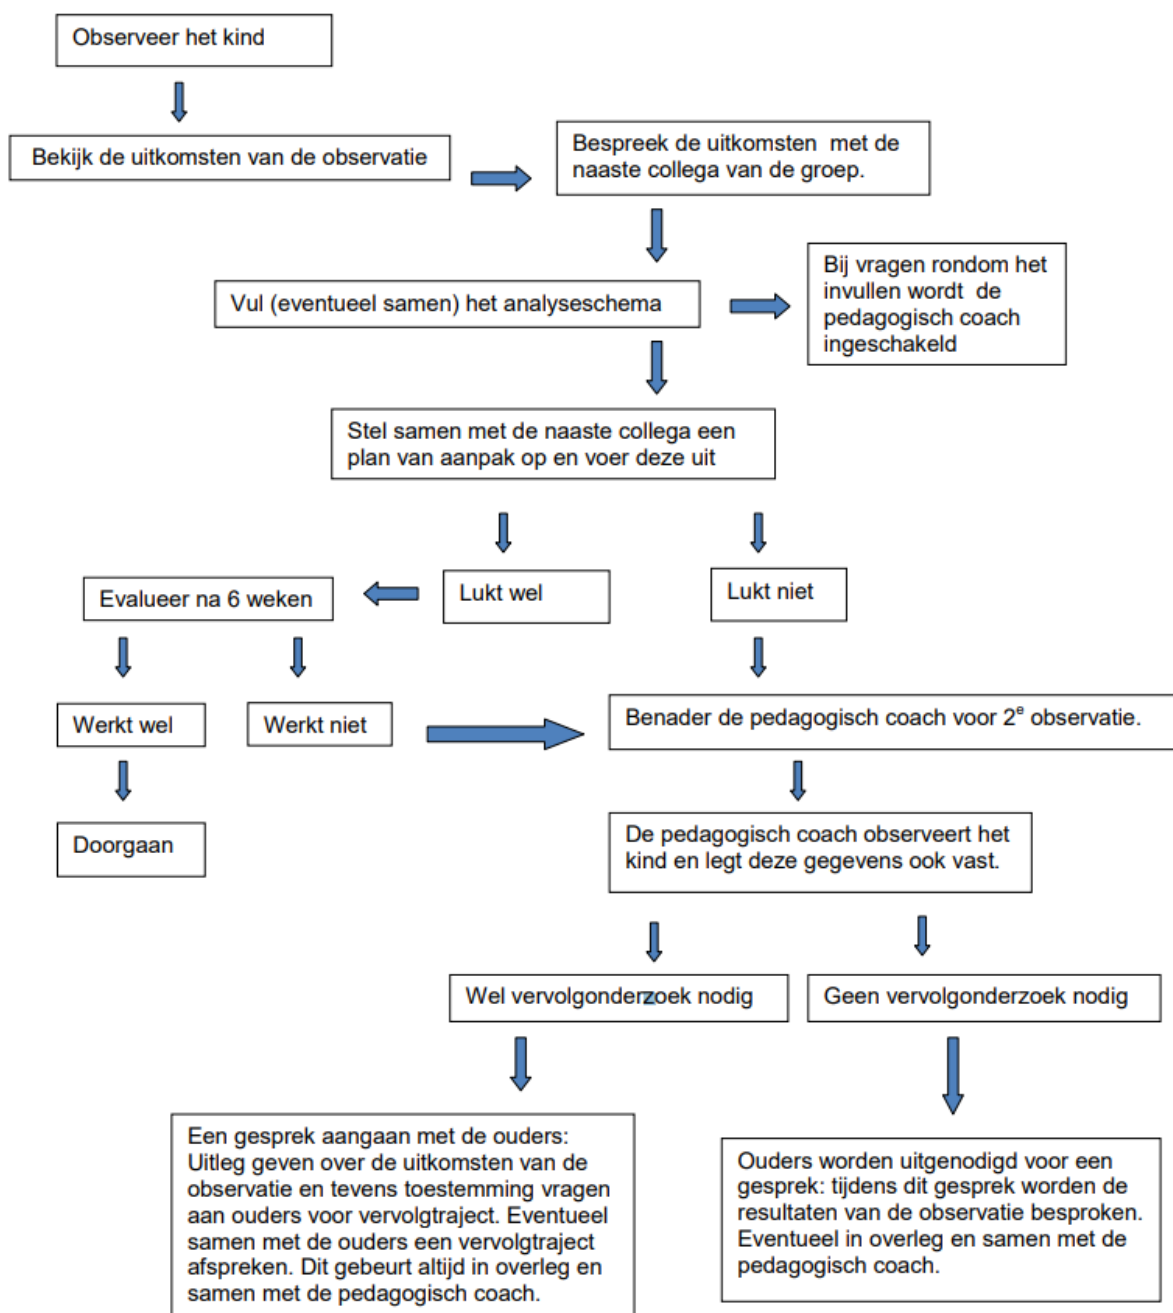 Observeer het kind
Bekijk de uitkomsten van de observatie
Bespreek de uitkomsten met de
naaste collega van de groep.
Vul (eventueel samen) het analyseschema
Bij vragen rondom het
invullen wordt de
pedagogisch coach
ingeschakeld
Stel samen met de naaste collega een
plan van aanpak op en voer deze uit
Lukt wel
Lukt niet
Evalueer na 6 weken
Werkt wel
Werkt niet
Benader de pedagogisch coach voor 2e observatie.
Doorgaan
De pedagogisch coach observeert het
kind en legt deze gegevens ook vast.
Wel vervolgonderzoek nodig
Geen vervolgonderzoek nodig
Een gesprek aangaan met de ouders:
Uitleg geven over de uitkomsten van de
observatie en tevens toestemming vragen
aan ouders voor vervolgtraject. Eventueel
samen met de ouders een vervolgtraject
afspreken. Dit gebeurt altijd in overleg en
samen met de pedagogisch coach.
Ouders worden uitgenodigd voor een
gesprek: tijdens dit gesprek worden de
resultaten van de observatie besproken.
Eventueel in overleg en samen met de
pedagogisch coach.